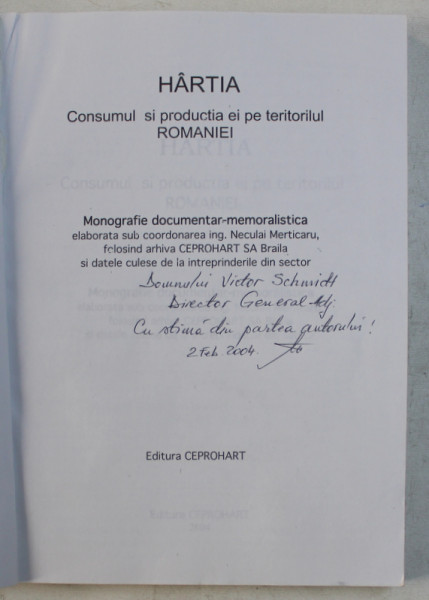 HÂRTIA
Consumul si productia ei pe teritorilul
ROMANIEI
Monografie documentar-memoralistica
elaborata sub coordonarea ing. Neculai Merticaru,
folosind arhiva CEPROHART SA Braila
si datele culese de la intreprinderile din sector
Domnului Victor Schmidt
Director General Adj.
Cu stimă din partea autorului!
2 Feb. 2004.
Editura CEPROHART